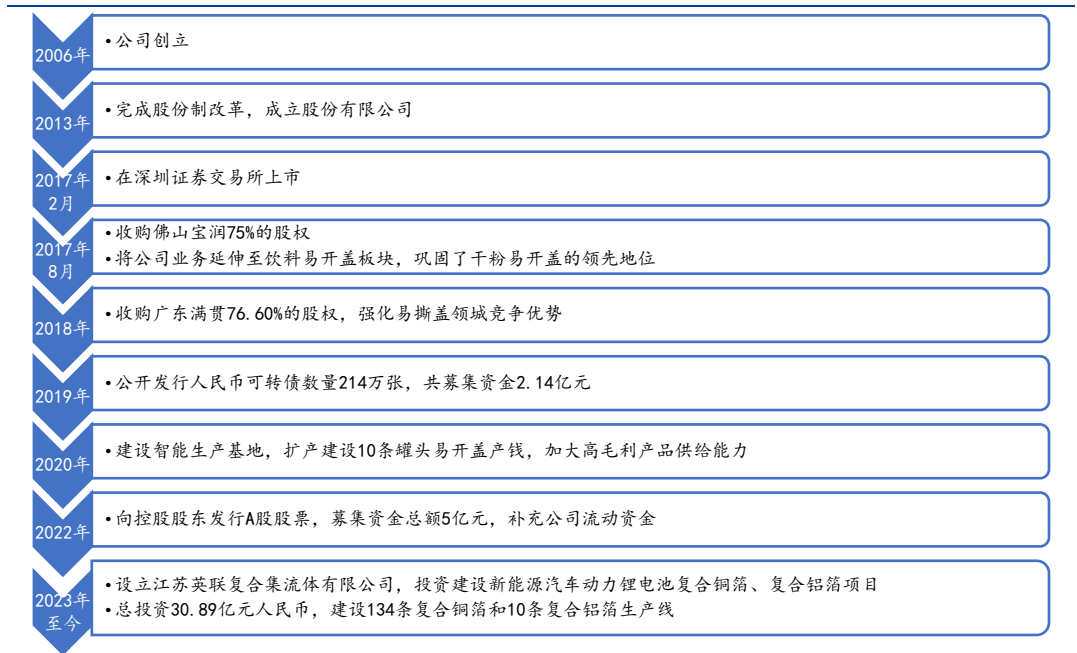 2006年
•公司创立
2013年
•完成股份制改革，成立股份有限公司
2017年
2月
•在深圳证券交易所上市
2017年
8月
•收购佛山宝润75%的股权
•将公司业务延伸至饮料易开盖板块，巩固了干粉易开盖的领先地位
2018年
•收购广东满贯76.60%的股权，强化易撕盖领城竞争优势
2019年
•公开发行人民币可转债数量214万张，共募集资金2.14亿元
2020年
•建设智能生产基地，扩产建设10条罐头易开盖产钱，加大高毛利产品供给能力
2022年
•向控股股东发行A股股票，募集资金总额5亿元，补充公司流动资金
2023年
至今
•设立江苏英联复合集流体有限公司，投资建设新能源汽车动力锂电池复合铜箔、复合铝箔项目
•总投资30.89亿元人民币，建设134条复合铜箔和10条复合铝箔生产线